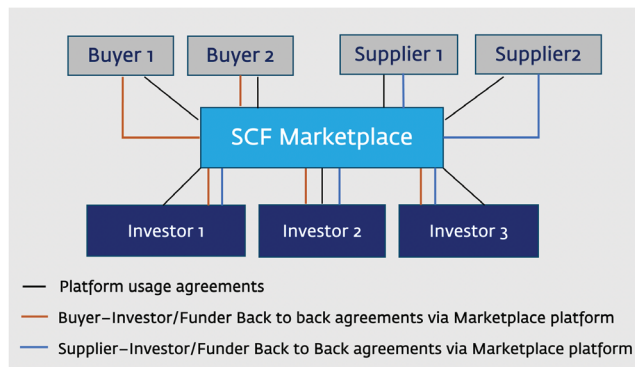 Buyer 1
Buyer 2
Supplier 1
Supplier2
SCF Marketplace
Investor 1
Investor 2
Investor 3
Platform usage agreements
Buyer–Investor/Funder Back to back agreements via Marketplace platform
Supplier–Investor/Funder Back to Back agreements via Marketplace platform